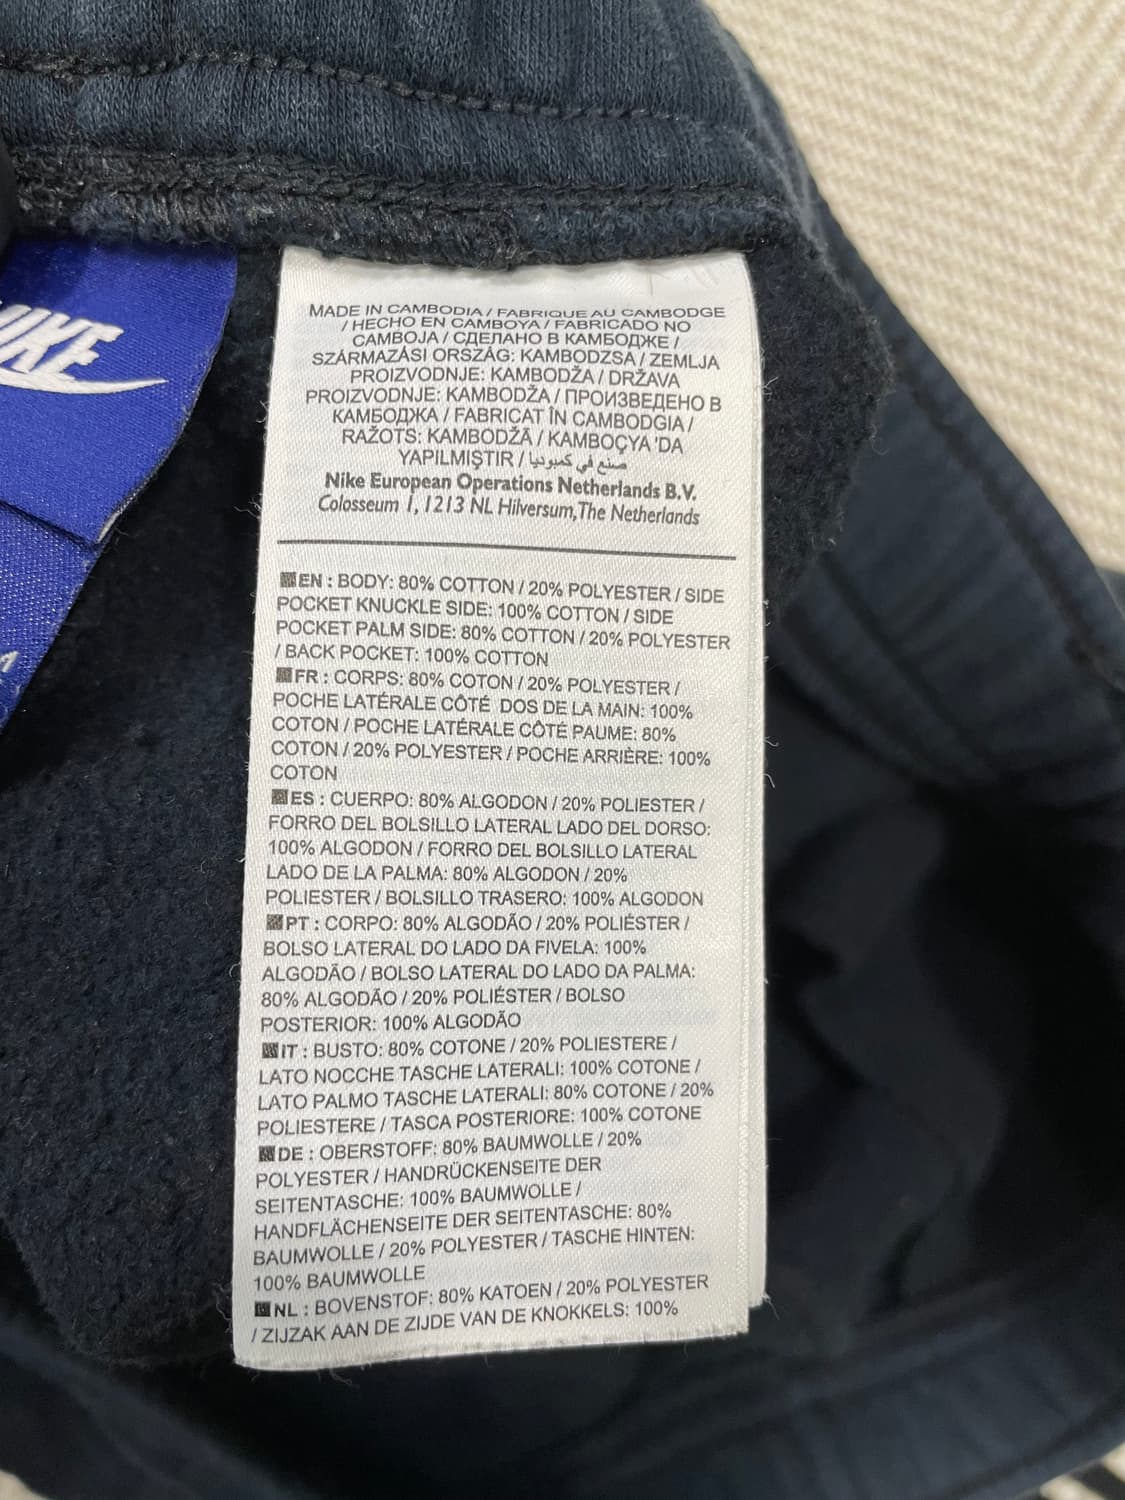 NIKE
MADE IN CAMBODIA / FABRIQUE AU CAMBODGE
/ HECHO EN CAMBOYA / FABRICADO NO
CAMBOJA / СДЕЛАНО В КАМБОДЖЕ /
SZÁRMAZÁSI ORSZÁG: KAMBODZSA / ZEMLJA
PROIZVODNJE: KAMBODŽA / DRŽAVA
PROIZVODNJE: KAMBODŽA / ПРОИЗВЕДЕНО В
КАМБОДЖА / FABRICAT ÎN CAMBODGIA /
RAŽOTS: KAMBODŽĀ / KAMBOÇYA 'DA
YAPILMIŞTIR / صنع في كمبوديا
Nike European Operations Netherlands B.V.
Colosseum 1, 1213 NL Hilversum, The Netherlands
EN : BODY: 80% COTTON / 20% POLYESTER / SIDE
POCKET KNUCKLE SIDE: 100% COTTON / SIDE
POCKET PALM SIDE: 80% COTTON / 20% POLYESTER
/ BACK POCKET: 100% COTTON
FR : CORPS: 80% COTON / 20% POLYESTER /
POCHE LATÉRALE CÔTÉ DOS DE LA MAIN: 100%
COTON / POCHE LATÉRALE CÔTÉ PAUME: 80%
COTON / 20% POLYESTER / POCHE ARRIÈRE: 100%
COTON
ES : CUERPO: 80% ALGODON / 20% POLIESTER /
FORRO DEL BOLSILLO LATERAL LADO DEL DORSO:
100% ALGODON / FORRO DEL BOLSILLO LATERAL
LADO DE LA PALMA: 80% ALGODON / 20%
POLIESTER / BOLSILLO TRASERO: 100% ALGODON
PT : CORPO: 80% ALGODÃO / 20% POLIÉSTER /
BOLSO LATERAL DO LADO DA FIVELA: 100%
ALGODÃO / BOLSO LATERAL DO LADO DA PALMA:
80% ALGODÃO / 20% POLIÉSTER / BOLSO
POSTERIOR: 100% ALGODÃO
IT : BUSTO: 80% COTONE / 20% POLIESTERE /
LATO NOCCHE TASCHE LATERALI: 100% COTONE /
LATO PALMO TASCHE LATERALI: 80% COTONE / 20%
POLIESTERE / TASCA POSTERIORE: 100% COTONE
DE : OBERSTOFF: 80% BAUMWOLLE / 20%
POLYESTER / HANDRÜCKENSEITE DER
SEITENTASCHE: 100% BAUMWOLLE /
HANDFLÄCHENSEITE DER SEITENTASCHE: 80%
BAUMWOLLE / 20% POLYESTER / TASCHE HINTEN:
100% BAUMWOLLE
NL : BOVENSTOF: 80% KATOEN / 20% POLYESTER
/ ZIJZAK AAN DE ZIJDE VAN DE KNOKKELS: 100%